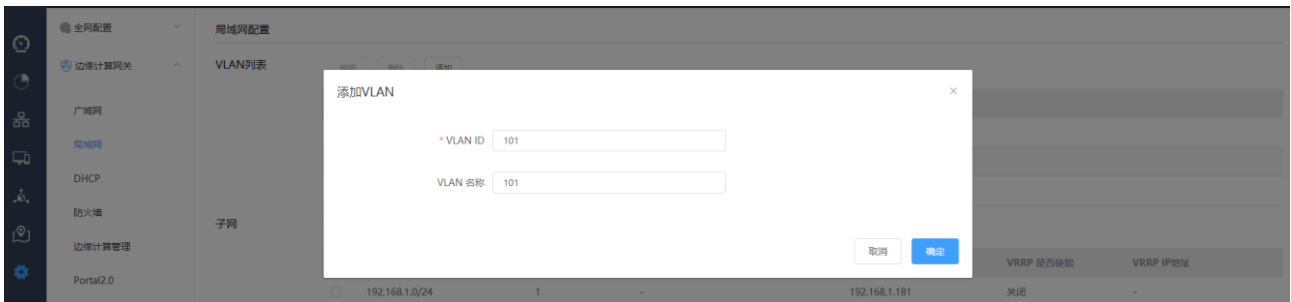 全网配置
局域网配置
边缘计算网关
VLAN列表
编辑 删除 添加
添加VLAN
广域网
* VLAN ID 101
局域网
DHCP
VLAN 名称 101
防火墙
子网
边缘计算管理
取消 确定
VRRP 是否使能 VRRP IP地址
Portal2.0
192.168.1.0/24 1 - 192.168.1.181 关闭 -